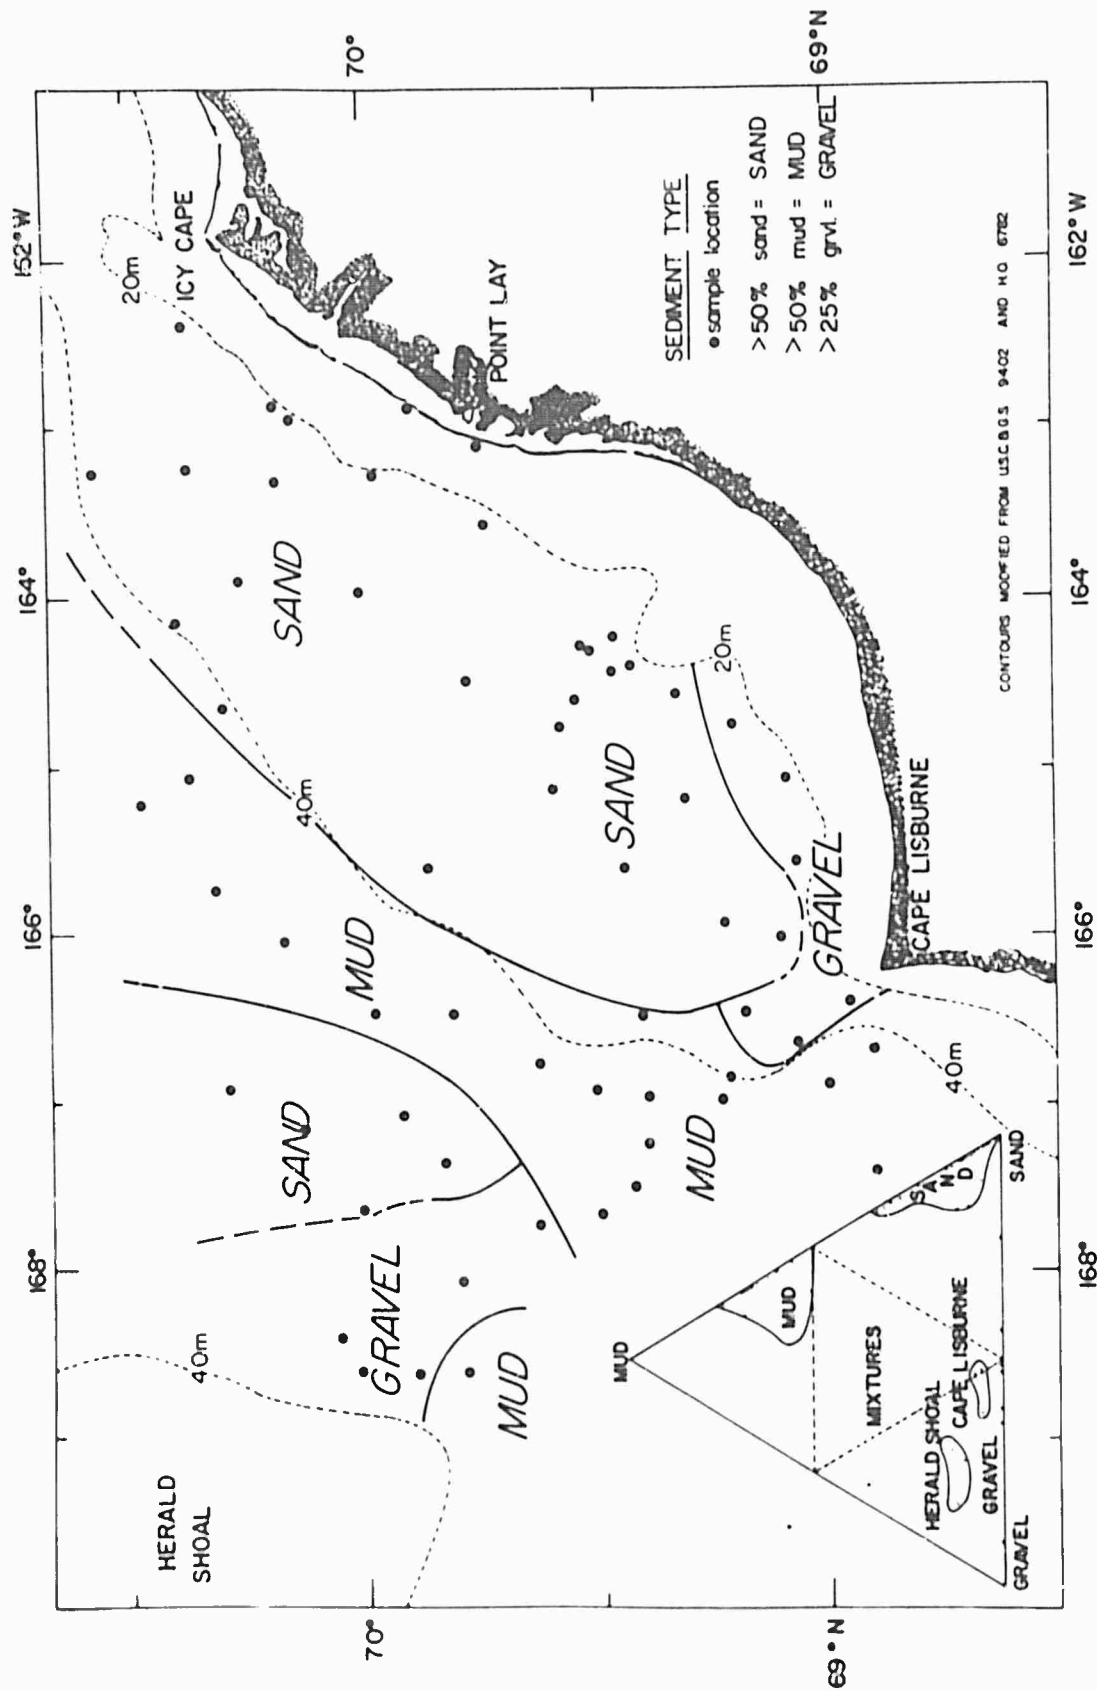 168°
166°
164°
152°W
HERALD
SHOAL
40m
SAND
MUD
40m
SAND
20m
ICY CAPE
70°
70°
GRAVEL
MUD
SAND
POINT LAY
MUD
GRAVEL
20m
CAPE LISBURNE
40m
69°N
69°N
SEDIMENT TYPE
sample location
>50% sand = SAND
>50% mud = MUD
>25% grvl. = GRAVEL
MUD
MUD
MIXTURES
SAND
HERALD SHOAL
CAPE LISBURNE
GRAVEL
GRAVEL
SAND
CONTOURS MODIFIED FROM U.S.C.&G.S 9402 AND H.O 6782
168°
166°
164°
162°W